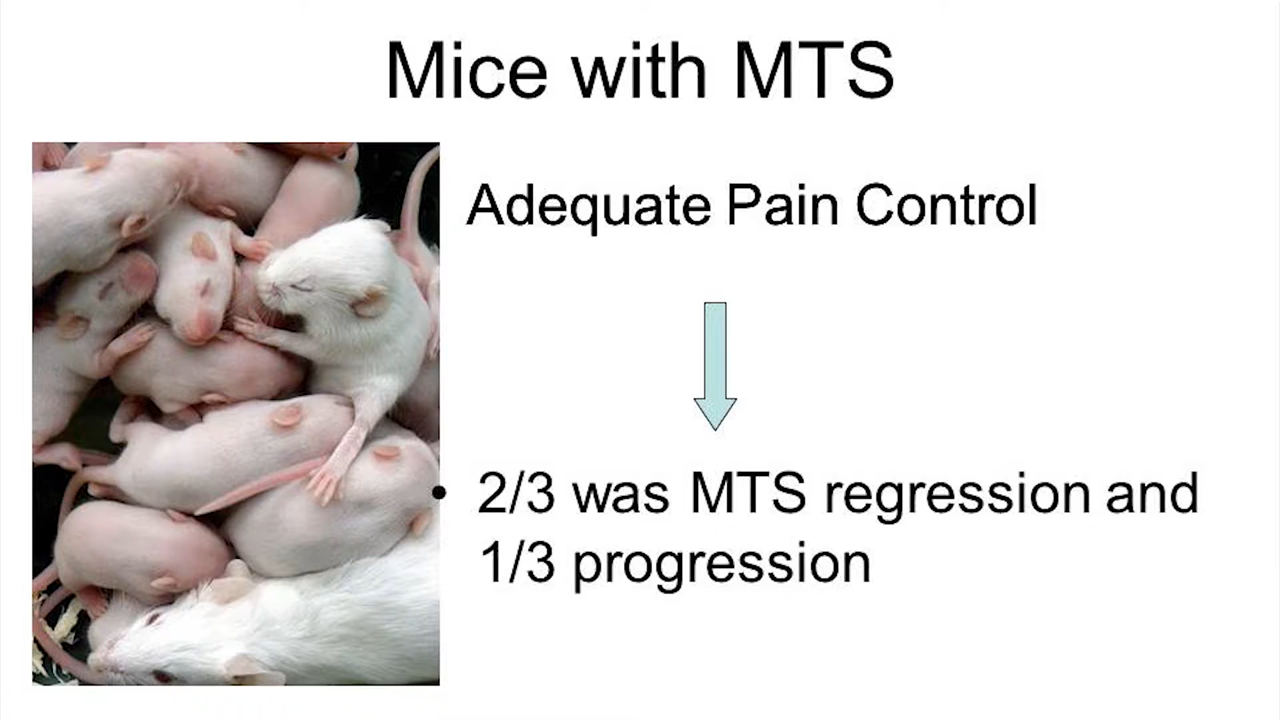 Mice with MTS
Adequate Pain Control
• 2/3 was MTS regression and
1/3 progression